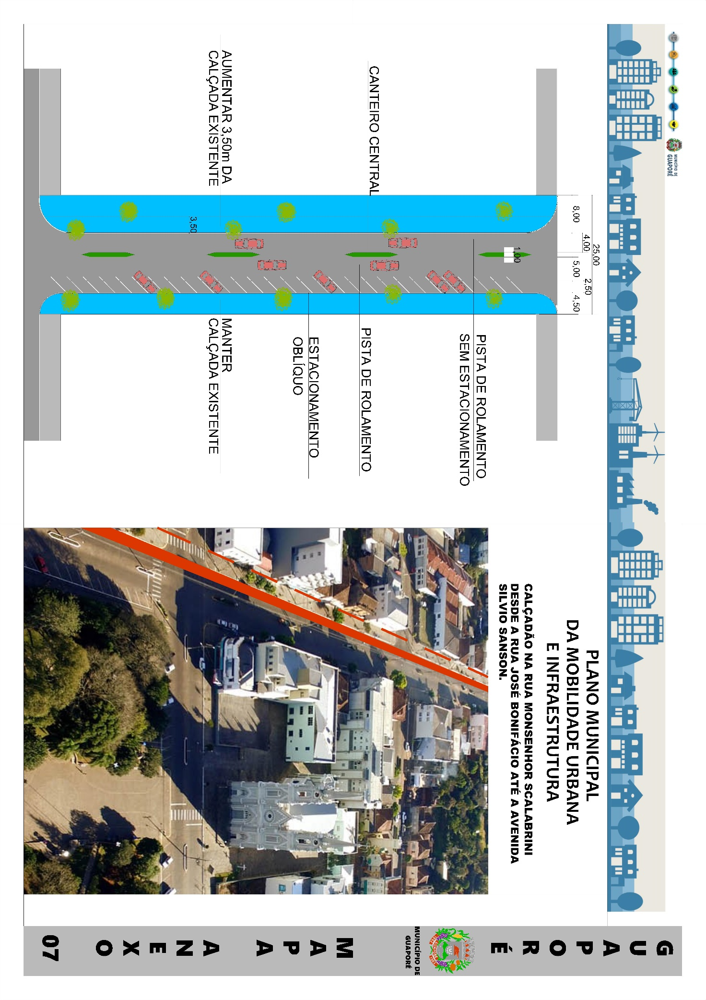 MUNICÍPIO DE
GUAPORÉ
PLANO MUNICIPAL
DA MOBILIDADE URBANA
E INFRAESTRUTURA
CALÇADÃO NA RUA MONSENHOR SCALABRINI
DESDE A RUA JOSÉ BONIFÁCIO ATÉ A AVENIDA
SILVIO SANSON.
25,00
8,00
4,00
5,00
2,50
4,50
1,00
3,50
CANTEIRO CENTRAL
AUMENTAR 3,50m DA
CALÇADA EXISTENTE
PISTA DE ROLAMENTO
SEM ESTACIONAMENTO
PISTA DE ROLAMENTO
ESTACIONAMENTO
OBLÍQUO
MANTER
CALÇADA EXISTENTE
GUAPORÉ
MUNICÍPIO DE
GUAPORÉ
MAPA ANEXO
07